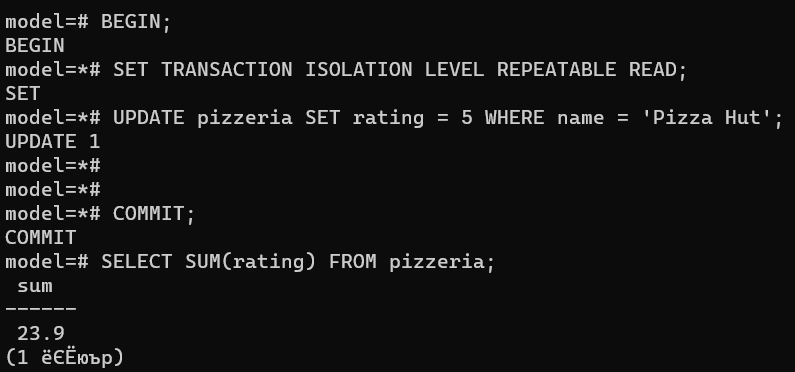 model=# BEGIN;
BEGIN
model=*# SET TRANSACTION ISOLATION LEVEL REPEATABLE READ;
SET
model=*# UPDATE pizzeria SET rating = 5 WHERE name = 'Pizza Hut';
UPDATE 1
model=*#
model=*#
model=*# COMMIT;
COMMIT
model=# SELECT SUM(rating) FROM pizzeria;
 sum
------
 23.9
(1 ёЄЁюър)